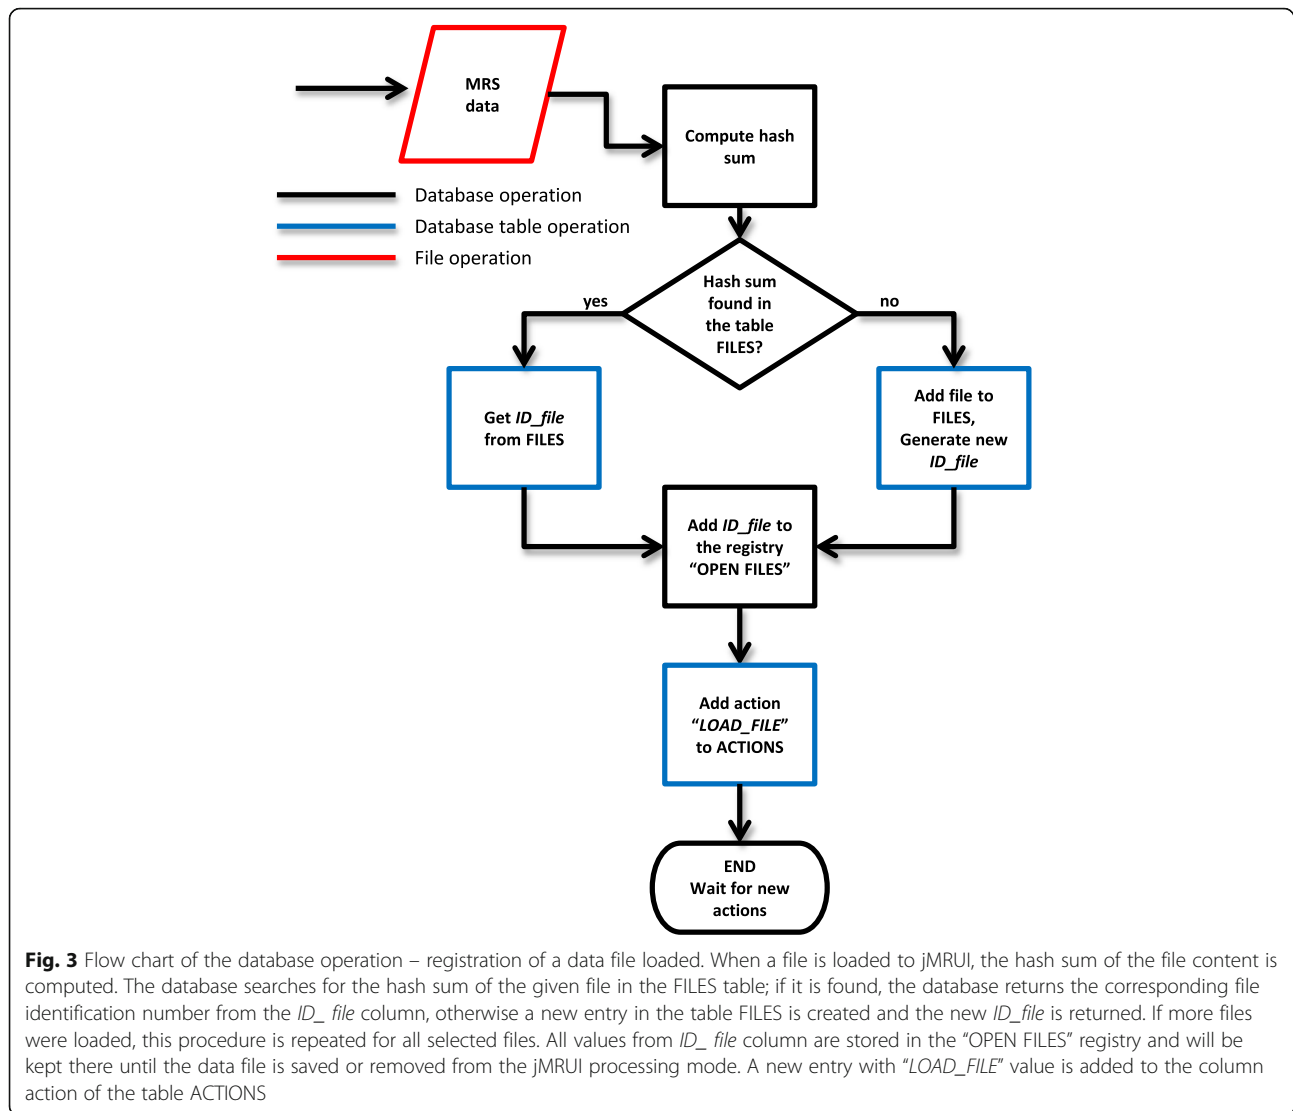 MRS
data
Compute hash
sum
Database operation
Database table operation
File operation
Hash sum
found in
the table
FILES?
yes
no
Get ID_file
from FILES
Add file to
FILES,
Generate new
ID_file
Add ID_file to
the registry
“OPEN FILES”
Add action
“LOAD_FILE”
to ACTIONS
END
Wait for new
actions
Fig. 3 Flow chart of the database operation – registration of a data file loaded. When a file is loaded to jMRUI, the hash sum of the file content is
computed. The database searches for the hash sum of the given file in the FILES table; if it is found, the database returns the corresponding file
identification number from the ID_ file column, otherwise a new entry in the table FILES is created and the new ID_file is returned. If more files
were loaded, this procedure is repeated for all selected files. All values from ID_ file column are stored in the “OPEN FILES” registry and will be
kept there until the data file is saved or removed from the jMRUI processing mode. A new entry with “LOAD_FILE” value is added to the column
action of the table ACTIONS